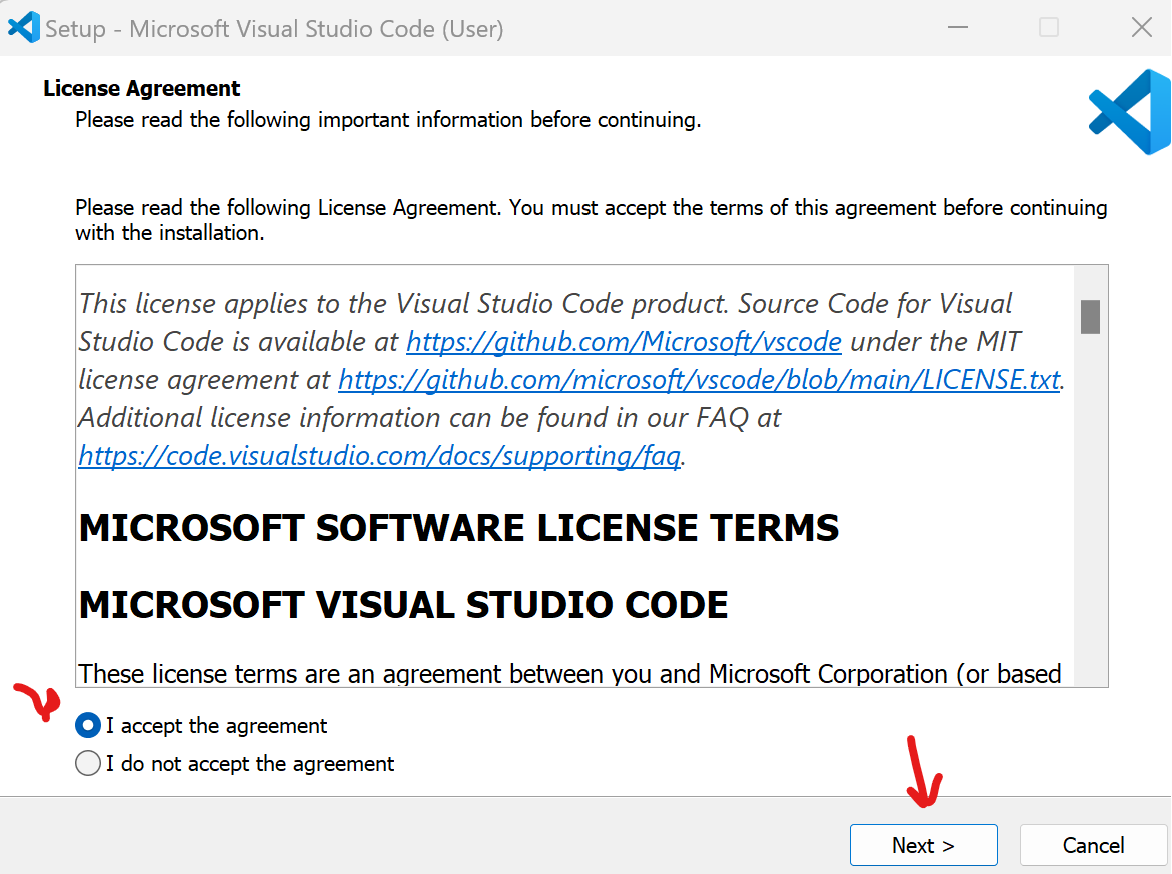 Setup - Microsoft Visual Studio Code (User)
License Agreement
Please read the following important information before continuing.
Please read the following License Agreement. You must accept the terms of this agreement before continuing
with the installation.
This license applies to the Visual Studio Code product. Source Code for Visual
Studio Code is available at https://github.com/Microsoft/vscode under the MIT
license agreement at https://github.com/microsoft/vscode/blob/main/LICENSE.txt.
Additional license information can be found in our FAQ at
https://code.visualstudio.com/docs/supporting/faq.
MICROSOFT SOFTWARE LICENSE TERMS
MICROSOFT VISUAL STUDIO CODE
These license terms are an agreement between you and Microsoft Corporation (or based
I accept the agreement
I do not accept the agreement
Next >
Cancel